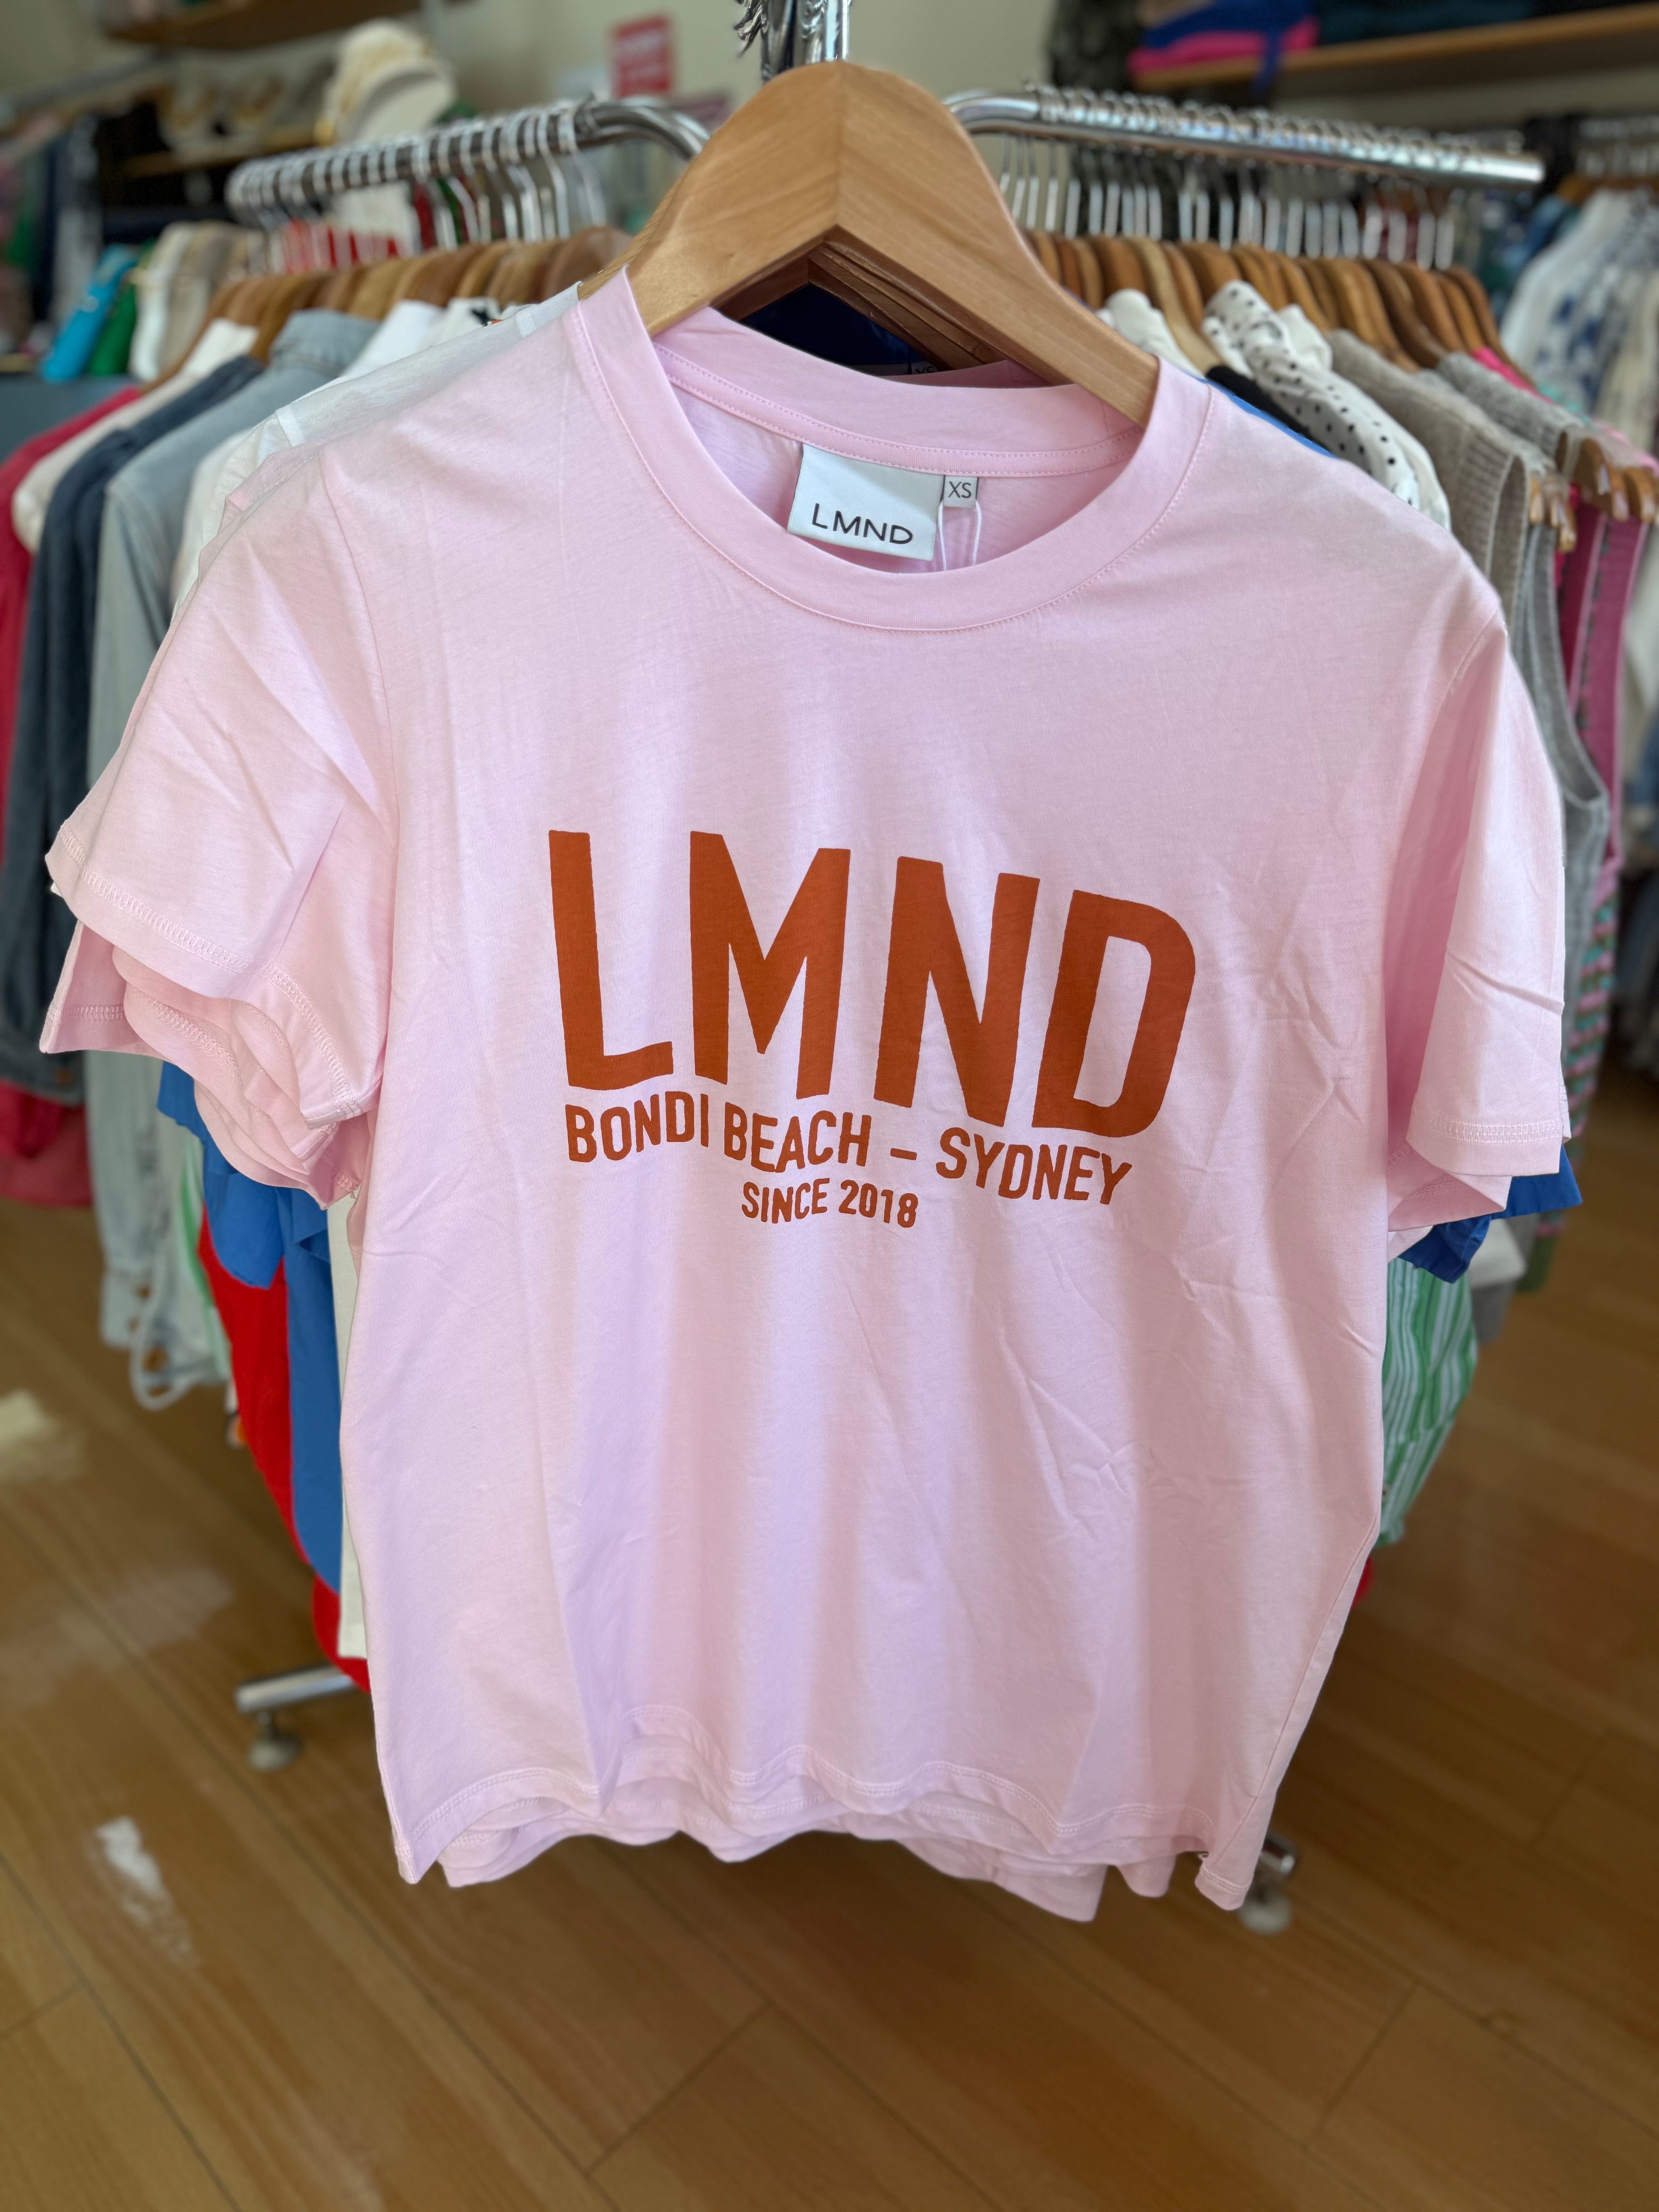 LMND
XS
LMND
BONDI BEACH – SYDNEY
SINCE 2018